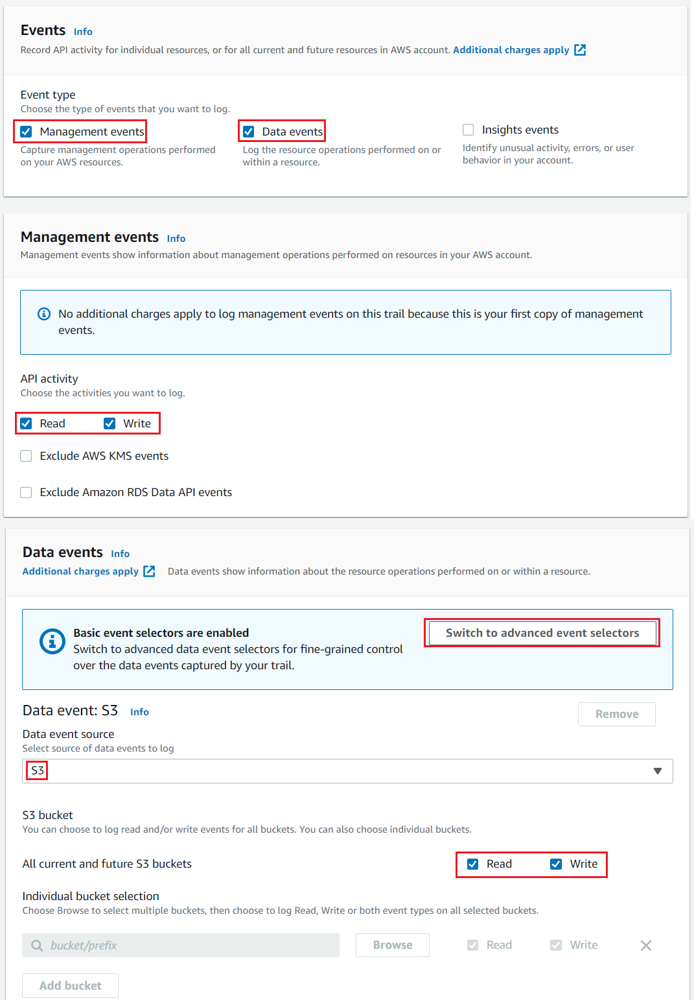 Events Info
Record API activity for individual resources, or for all current and future resources in AWS account. Additional charges apply
Event type
Choose the type of events that you want to log.
Management events
Capture management operations performed
on your AWS resources.
Data events
Log the resource operations performed on or
within a resource.
Insights events
Identify unusual activity, errors, or user
behavior in your account.
Management events Info
Management events show information about management operations performed on resources in your AWS account.
No additional charges apply to log management events on this trail because this is your first copy of management
events.
API activity
Choose the activities you want to log.
Read Write
Exclude AWS KMS events
Exclude Amazon RDS Data API events
Data events Info
Additional charges apply Data events show information about the resource operations performed on or within a resource.
Basic event selectors are enabled
Switch to advanced data event selectors for fine-grained control
over the data events captured by your trail.
Switch to advanced event selectors
Data event: S3 Info
Remove
Data event source
Select source of data events to log
S3
S3 bucket
You can choose to log read and/or write events for all buckets. You can also choose individual buckets.
All current and future S3 buckets Read Write
Individual bucket selection
Choose Browse to select multiple buckets, then choose to log Read, Write or both event types on all selected buckets.
bucket/prefix Browse Read Write
Add bucket